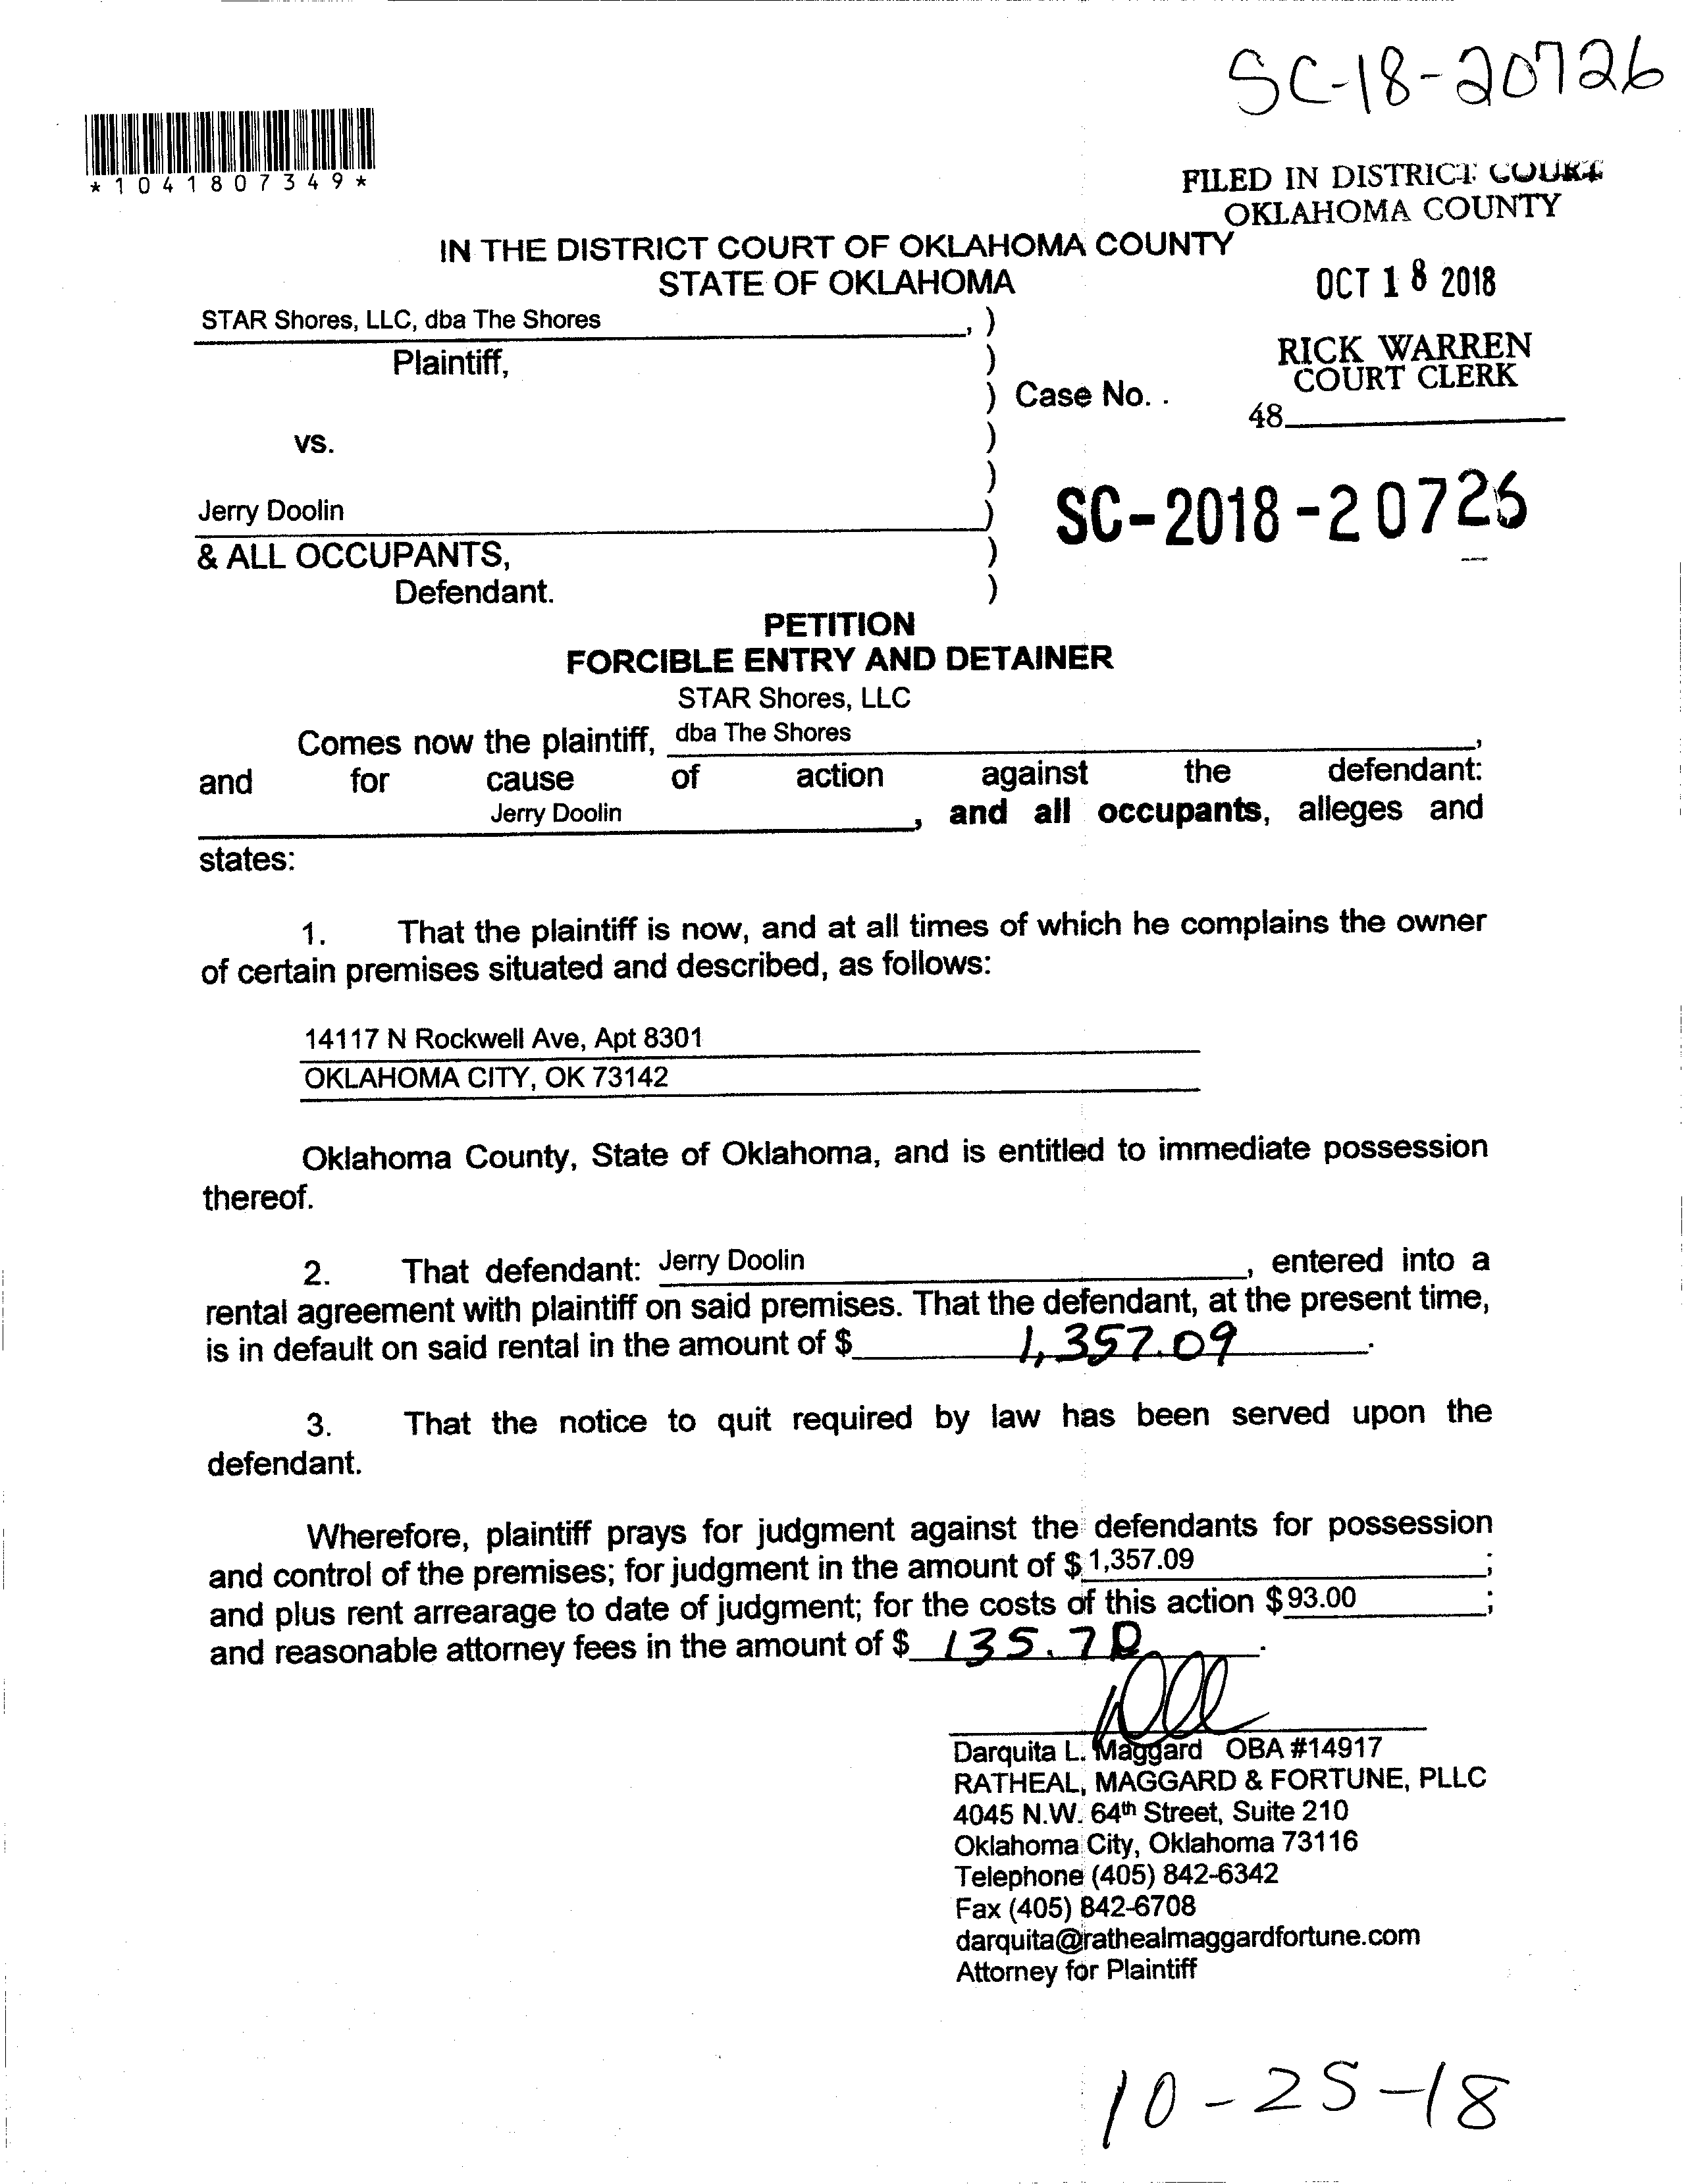 SC-18-20726
*1041807349*
FILED IN DISTRICT COURT
OKLAHOMA COUNTY
IN THE DISTRICT COURT OF OKLAHOMA COUNTY
STATE OF OKLAHOMA
OCT 18 2018
STAR Shores, LLC, dba The Shores , )
Plaintiff, )
RICK WARREN
COURT CLERK
) Case No. .
48
vs. )
)
Jerry Doolin )
SC-2018-20726
& ALL OCCUPANTS, )
Defendant. )
PETITION
FORCIBLE ENTRY AND DETAINER
STAR Shores, LLC
Comes now the plaintiff, dba The Shores ,
and for cause of action against the defendant:
Jerry Doolin , and all occupants, alleges and
states:
1. That the plaintiff is now, and at all times of which he complains the owner
of certain premises situated and described, as follows:
14117 N Rockwell Ave, Apt 8301
OKLAHOMA CITY, OK 73142
Oklahoma County, State of Oklahoma, and is entitled to immediate possession
thereof.
2. That defendant: Jerry Doolin , entered into a
rental agreement with plaintiff on said premises. That the defendant, at the present time,
is in default on said rental in the amount of $ 1,357.09 .
3. That the notice to quit required by law has been served upon the
defendant.
Wherefore, plaintiff prays for judgment against the defendants for possession
and control of the premises; for judgment in the amount of $ 1,357.09 ;
and plus rent arrearage to date of judgment; for the costs of this action $ 93.00 ;
and reasonable attorney fees in the amount of $ 135.70 .
Darquita L. Maggard OBA #14917
RATHEAL, MAGGARD & FORTUNE, PLLC
4045 N.W. 64th Street, Suite 210
Oklahoma City, Oklahoma 73116
Telephone (405) 842-6342
Fax (405) 842-6708
darquita@rathealmaggardfortune.com
Attorney for Plaintiff
10-25-18